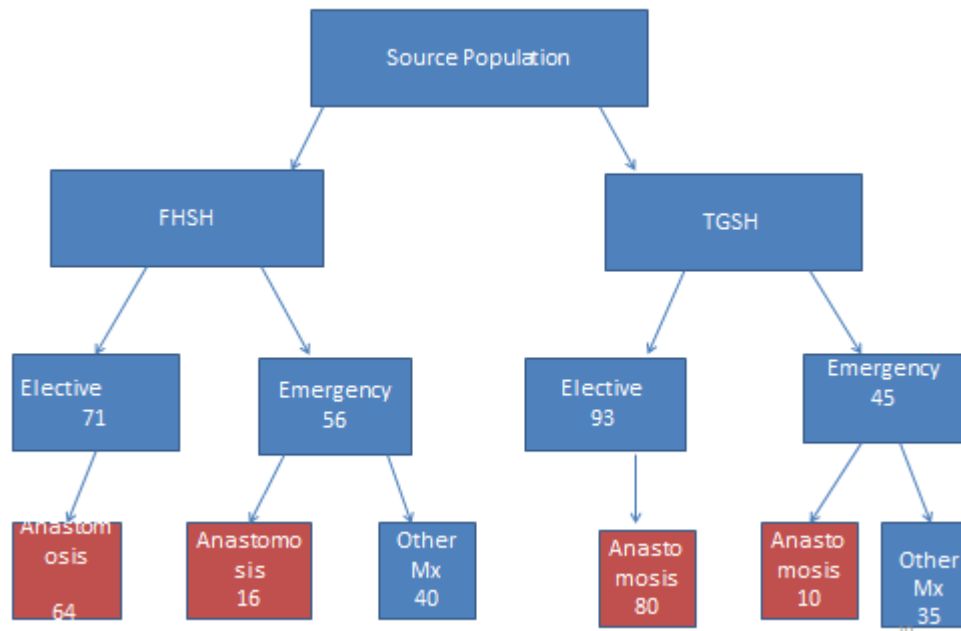 Source Population
FHSH
TGSH
Elective
71
Emergency
56
Elective
93
Emergency
45
Anastom
osis
64
Anastomo
sis
16
Other
Mx
40
Anasto
mosis
80
Anasto
mosis
10
Other
Mx
35